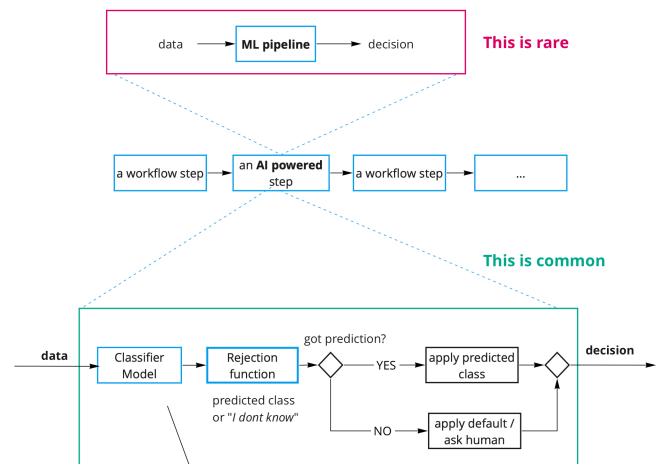 This is rare
data
ML pipeline
decision
a workflow step
an AI powered
step
a workflow step
...
This is common
got prediction?
data
Classifier
Model
Rejection
function
YES
apply predicted
class
decision
predicted class
or "I dont know"
NO
apply default /
ask human